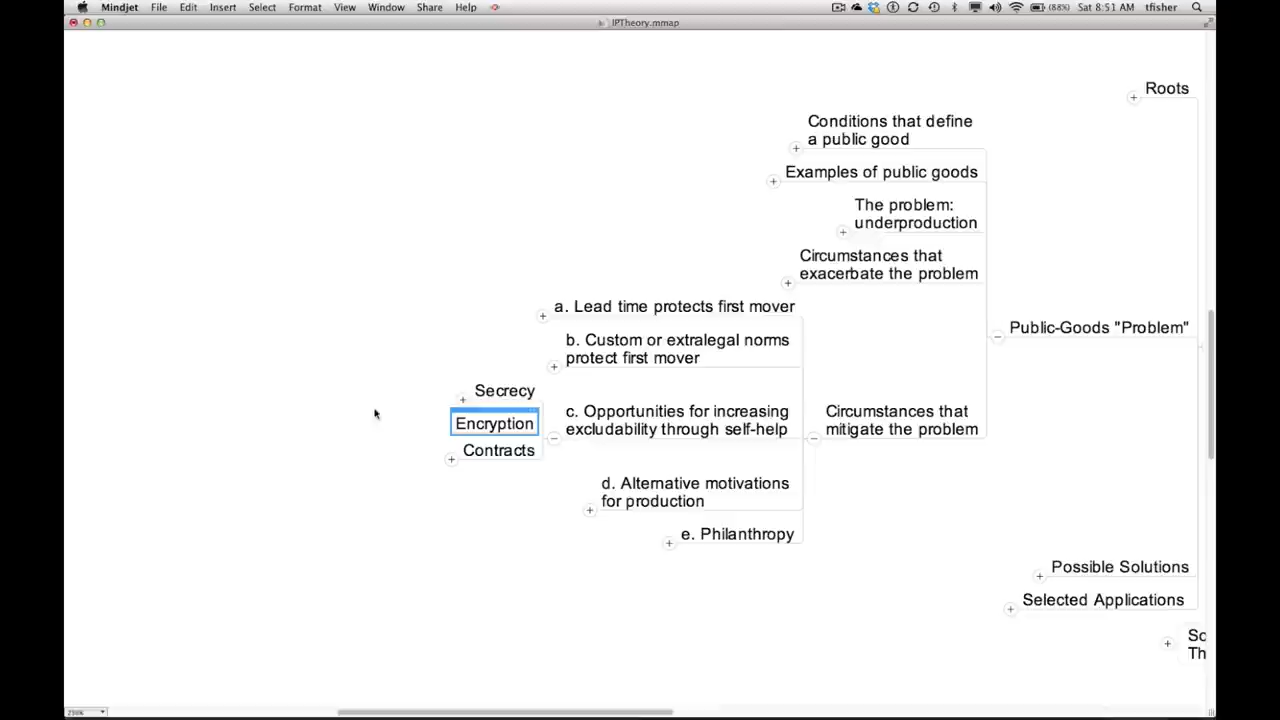 Mindjet File Edit Insert Select Format View Window Share Help
(88%) Sat 8:51 AM tfisher
IPTheory.mmap
Roots
Conditions that define
a public good
Examples of public goods
The problem:
underproduction
Circumstances that
exacerbate the problem
a. Lead time protects first mover
Public-Goods "Problem"
b. Custom or extralegal norms
protect first mover
Secrecy
Encryption
Contracts
c. Opportunities for increasing
excludability through self-help
Circumstances that
mitigate the problem
d. Alternative motivations
for production
e. Philanthropy
Possible Solutions
Selected Applications
So
Th